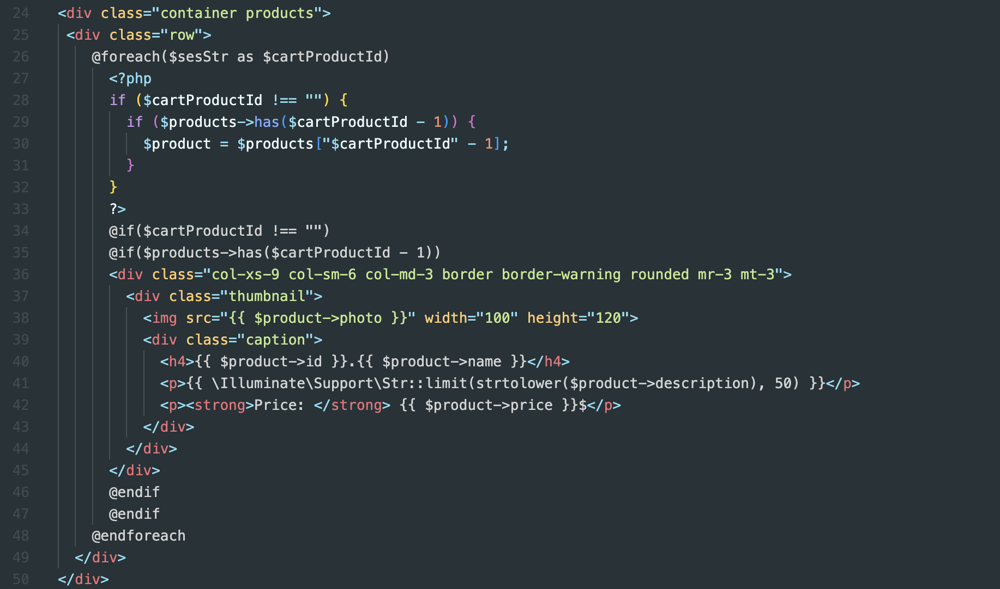 24 <div class="container products">
25 <div class="row">
26 @foreach($sesStr as $cartProductId)
27 <?php
28 if ($cartProductId !== "") {
29 if ($products->has($cartProductId - 1)) {
30 $product = $products["$cartProductId" - 1];
31 }
32 }
33 ?>
34 @if($cartProductId !== "")
35 @if($products->has($cartProductId - 1))
36 <div class="col-xs-9 col-sm-6 col-md-3 border border-warning rounded mr-3 mt-3">
37 <div class="thumbnail">
38 <img src="{{ $product->photo }}" width="100" height="120">
39 <div class="caption">
40 <h4>{{ $product->id }}.{{ $product->name }}</h4>
41 <p>{{ \Illuminate\Support\Str::limit(strtolower($product->description), 50) }}</p>
42 <p><strong>Price: </strong> {{ $product->price }}$</p>
43 </div>
44 </div>
45 </div>
46 @endif
47 @endif
48 @endforeach
49 </div>
50 </div>